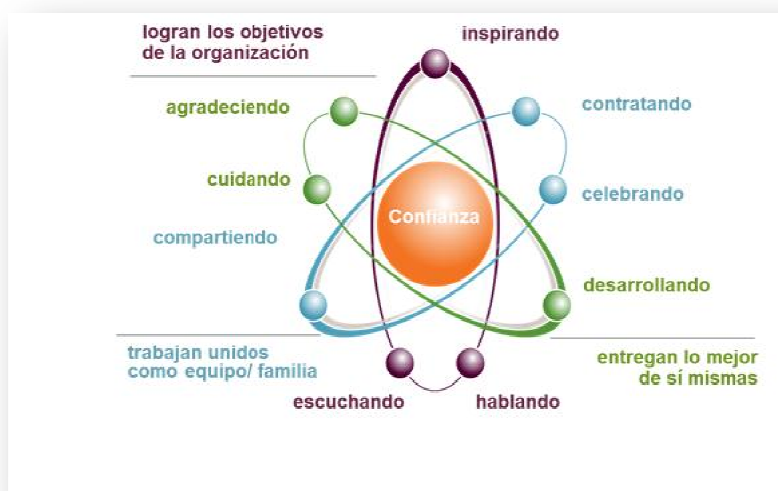 logran los objetivos
de la organización
inspirando
agradeciendo
contratando
cuidando
celebrando
Confianza
compartiendo
desarrollando
trabajan unidos
como equipo/ familia
entregan lo mejor
de sí mismas
escuchando
hablando